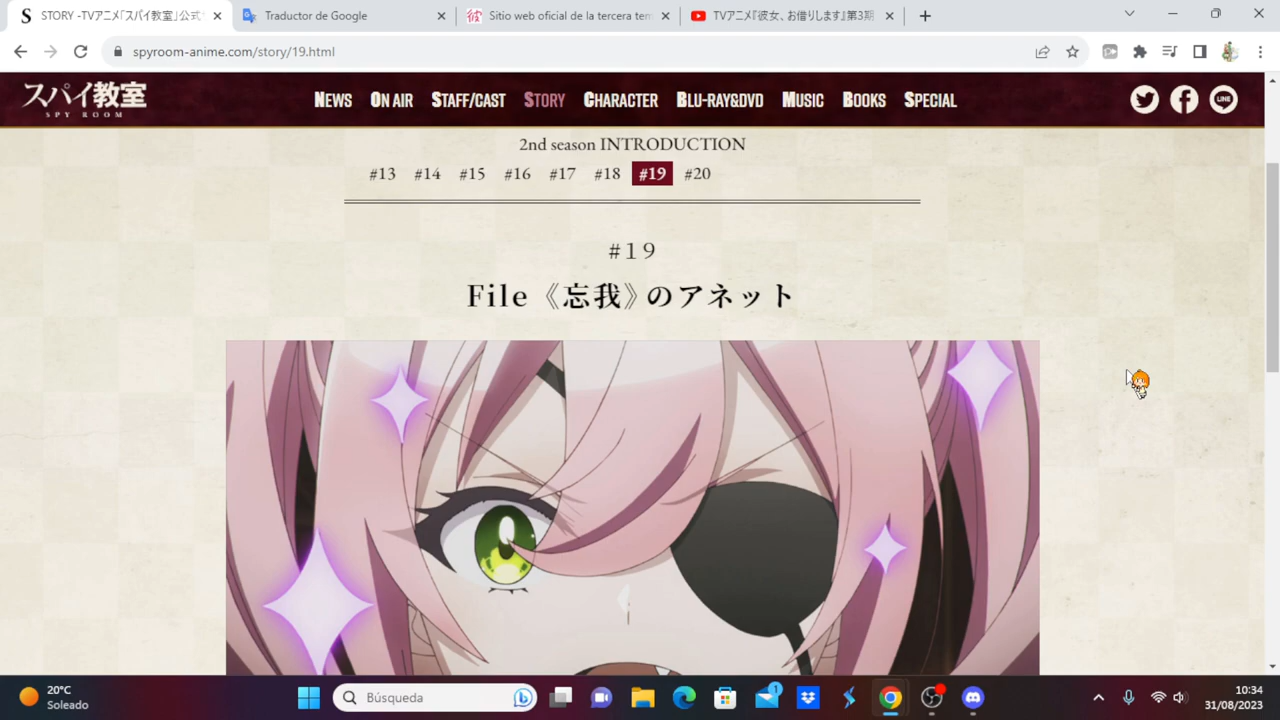 STORY -TVアニメ「スパイ教室」公式
Traductor de Google
Sitio web oficial de la tercera tem
TVアニメ『彼女、お借りします』第3期
spyroom-anime.com/story/19.html
スパイ教室
SPY ROOM
NEWS
ON AIR
STAFF/CAST
STORY
CHARACTER
BLU-RAY&DVD
MUSIC
BOOKS
SPECIAL
LINE
2nd season INTRODUCTION
#13 #14 #15 #16 #17 #18 #19 #20
#19
File《忘我》のアネット
20°C
Soleado
Búsqueda
1
10:34
31/08/2023